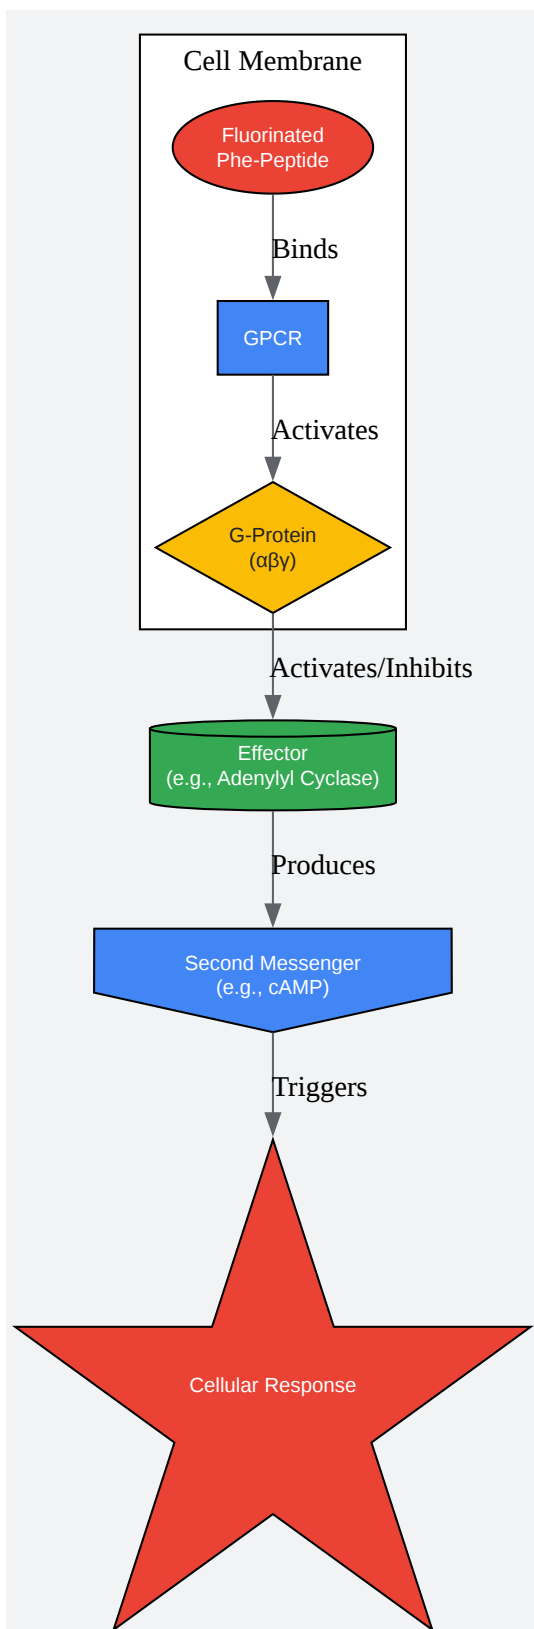 Cell Membrane
Fluorinated
Phe-Peptide
Binds
GPCR
Activates
G-Protein
(αβγ)
Activates/Inhibits
Effector
(e.g., Adenylyl Cyclase)
Produces
Second Messenger
(e.g., cAMP)
Triggers
Cellular Response